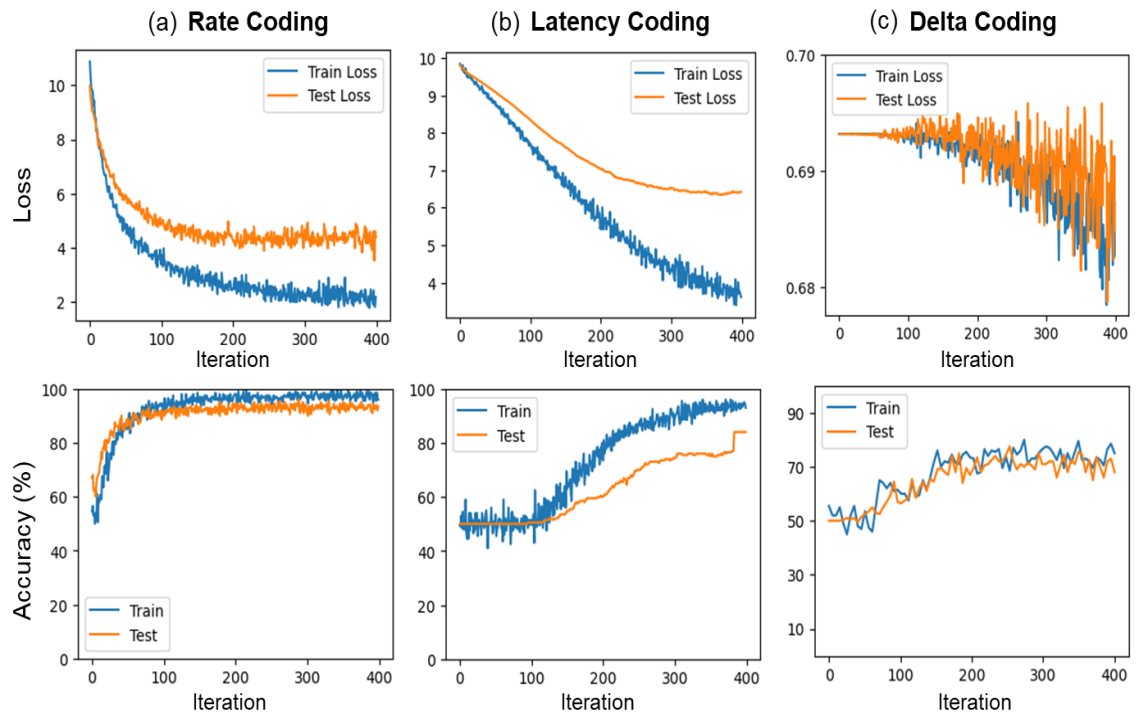 (a) Rate Coding
(b) Latency Coding
(c) Delta Coding
Loss
10
8
6
4
2
Train Loss
Test Loss
0 100 200 300 400
Iteration
10
9
8
7
6
5
4
Train Loss
Test Loss
0 100 200 300 400
Iteration
0.70
0.69
0.68
Train Loss
Test Loss
0 100 200 300 400
Iteration
Accuracy (%)
100
80
60
40
20
0
Train
Test
0 100 200 300 400
Iteration
100
80
60
40
20
0
Train
Test
0 100 200 300 400
Iteration
90
70
50
30
10
Train
Test
0 100 200 300 400
Iteration